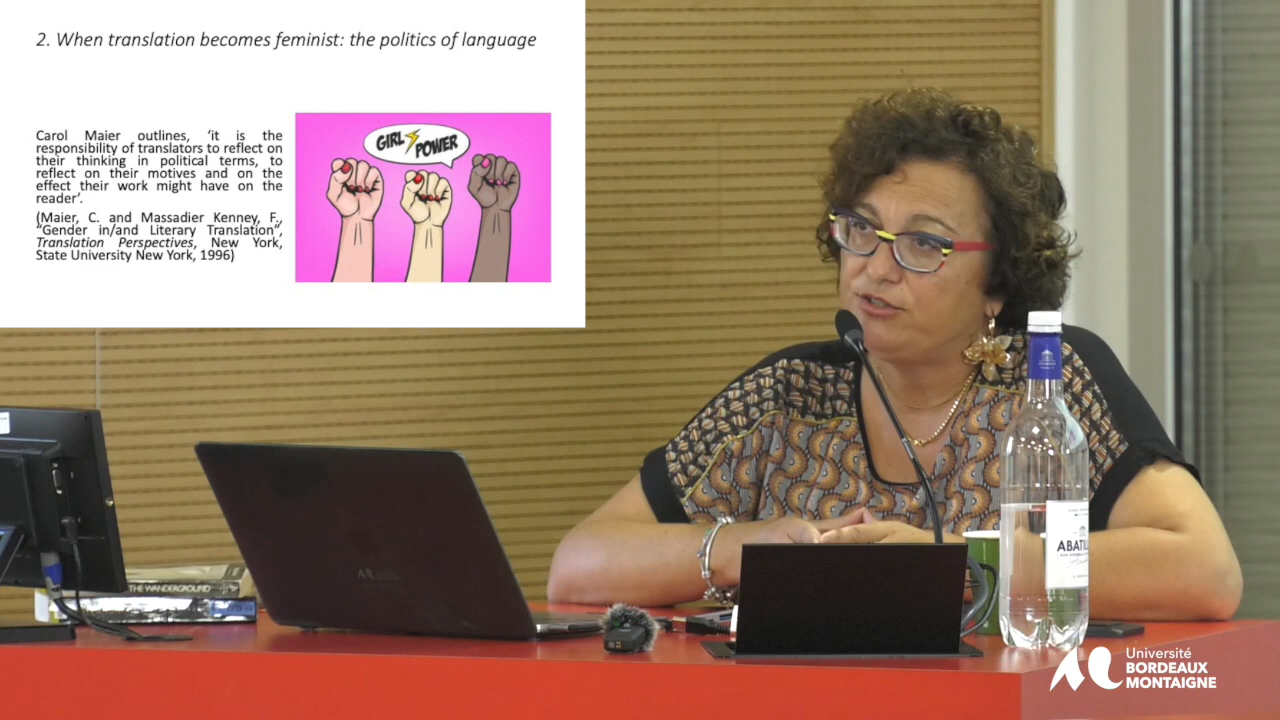 2. When translation becomes feminist: the politics of language
Carol Maier outlines, ‘it is the
responsibility of translators to reflect on
their thinking in political terms, to
reflect on their motives and on the
effect their work might have on the
reader’.
(Maier, C. and Massadier Kenney, F.,
“Gender in/and Literary Translation”,
Translation Perspectives, New York,
State University New York, 1996)
GIRL POWER
THE WANDERGROUND
ABATIL
Université
BORDEAUX
MONTAIGNE